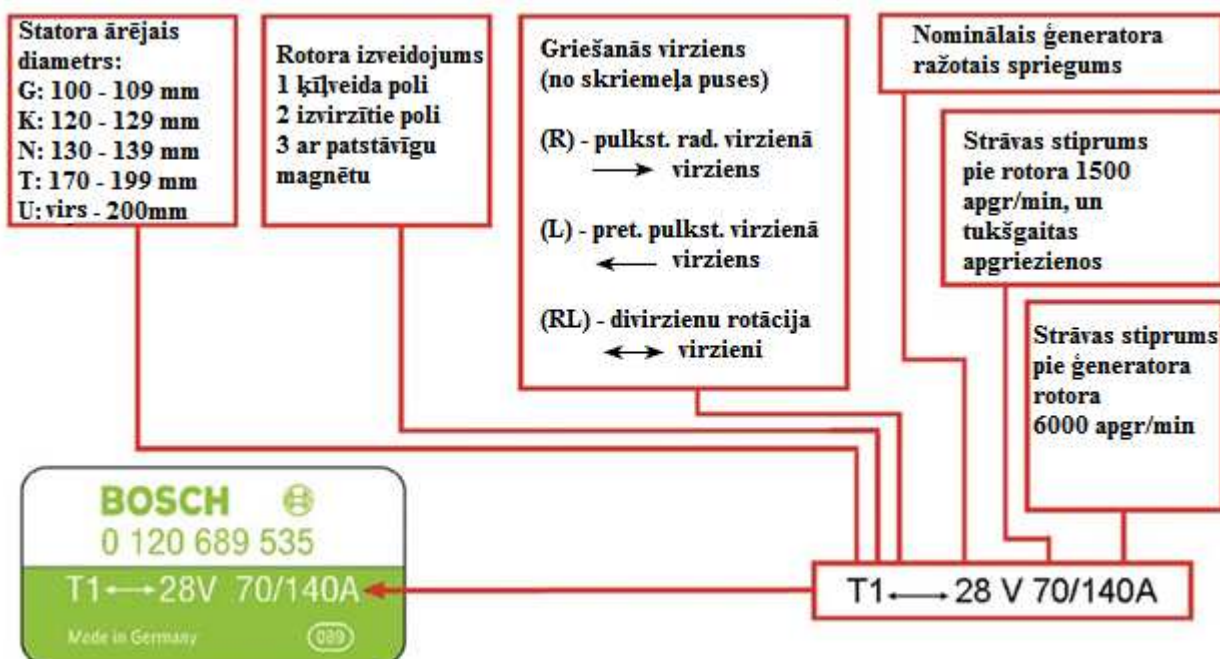 Statora ārējais
diametrs:
G: 100 - 109 mm
K: 120 - 129 mm
N: 130 - 139 mm
T: 170 - 199 mm
U: virs - 200mm
Rotora izveidojums
1 ķīļveida poli
2 izvirzītie poli
3 ar patstāvīgu
magnētu
Griešanās virziens
(no skriemeļa puses)
(R) - pulkst. rad. virzienā
→ virziens
(L) - pret. pulkst. virzienā
← virziens
(RL) - divirzienu rotācija
↔ virzieni
Nominālais ģeneratora
ražotais spriegums
Strāvas stiprums
pie rotora 1500
apgr/min, un
tukšgaitas
apgriezienos
Strāvas stiprums
pie ģeneratora
rotora
6000 apgr/min
BOSCH
0 120 689 535
T1↔28V 70/140A
Made in Germany 089
T1↔ 28 V 70/140A